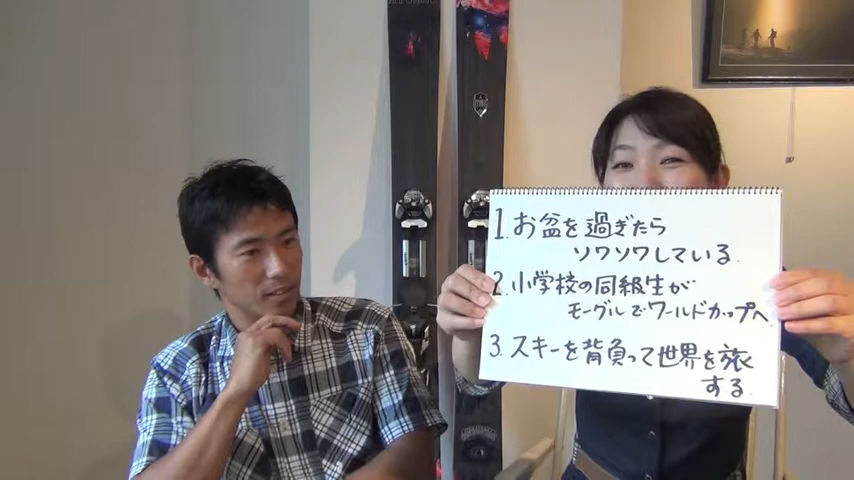 1. お盆を過ぎたら
ソワソワしている.
2. 小学校の同級生が
モーグルでワールドカップへ.
3. スキーを背負って世界を旅
する.